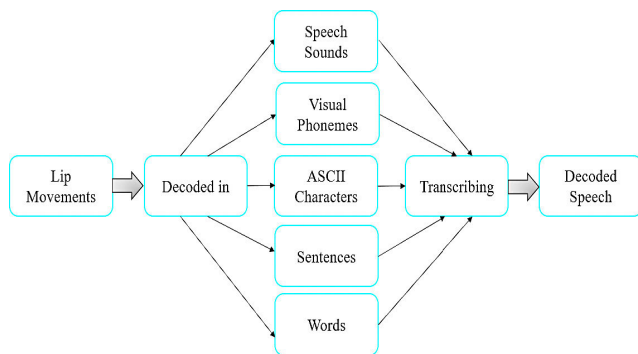 Speech
Sounds
Visual
Phonemes
Lip
Movements
Decoded in
ASCII
Characters
Transcribing
Decoded
Speech
Sentences
Words